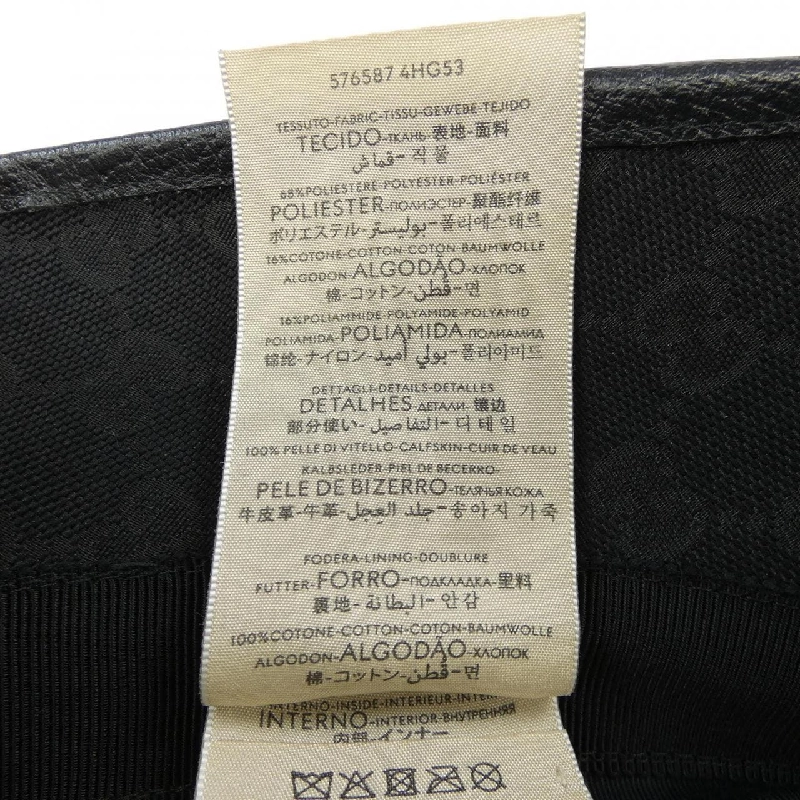 576587 4HG53
TESSUTO-FABRIC-TISSU-GEWEBE TEJIDO
TECIDO-ТКАНЬ 表地-面料
قماش-직물
68%POLIESTERE-POLYESTER-POLYESTER
POLIESTER-ПОЛИЭСТЕР-聚酯纤维
ポリエステル-بوليستر-폴리에스테르
16%COTONE-COTTON-COTON-BAUMWOLLE
ALGODON-ALGODÃO-ХЛОПОК
棉-コットン-قطن-면
16%POLIAMMIDE-POLYAMIDE-POLYAMID
POLIAMIDA-POLIAMIDA-ПОЛИАМИД
锦纶-ナイロン-بولي أميد-폴리아미드
DETTAGLI-DETAILS-DETALLES
DETALHES-ДЕТАЛИ-镶边
部分使い-التفاصيل-디테일
100% PELLE DI VITELLO-CALFSKIN-CUIR DE VEAU
KALBSLEDER-PIEL DE BECERRO-
PELE DE BIZERRO-ТЕЛЯЧЬЯ КОЖА
牛皮革-牛革-جلد العجل-송아지 가죽
FODERA-LINING-DOUBLURE
FUTTER-FORRO-ПОДКЛАДКА-里料
裏地-البطانة-안감
100%COTONE-COTTON-COTON-BAUMWOLLE
ALGODON-ALGODÃO-ХЛОПОК
棉-コットン-قطن-면
INTERNO-INSIDE-INTERIEUR-
INTERNO-INTERIOR-ВНУТРЕННЯЯ
内部-インナー